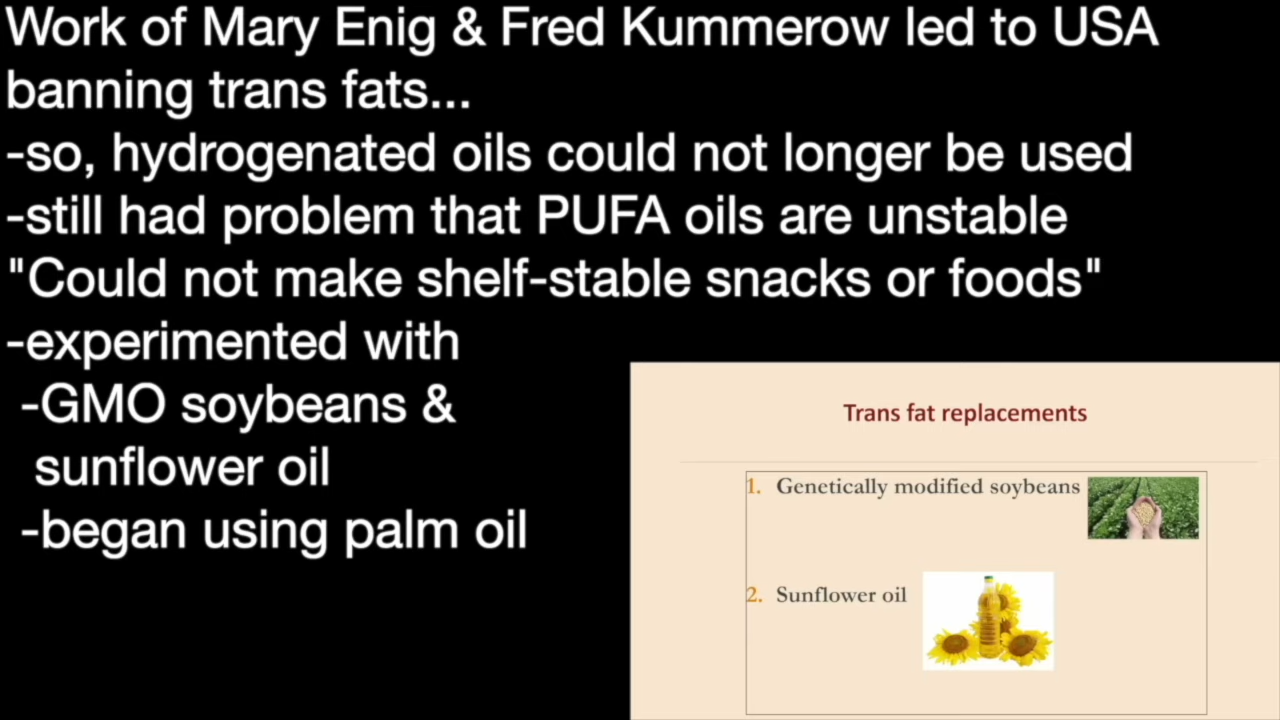 Work of Mary Enig & Fred Kummerow led to USA
banning trans fats...
-so, hydrogenated oils could not longer be used
-still had problem that PUFA oils are unstable
"Could not make shelf-stable snacks or foods"
-experimented with
-GMO soybeans &
sunflower oil
-began using palm oil
Trans fat replacements
1. Genetically modified soybeans
2. Sunflower oil